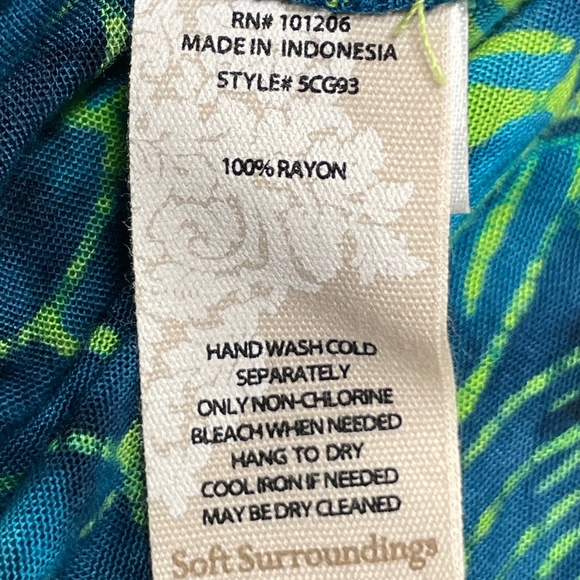 RN# 101206
MADE IN INDONESIA
STYLE# 5CG93
100% RAYON
HAND WASH COLD
SEPARATELY
ONLY NON-CHLORINE
BLEACH WHEN NEEDED
HANG TO DRY
COOL IRON IF NEEDED
MAY BE DRY CLEANED
Soft Surroundings